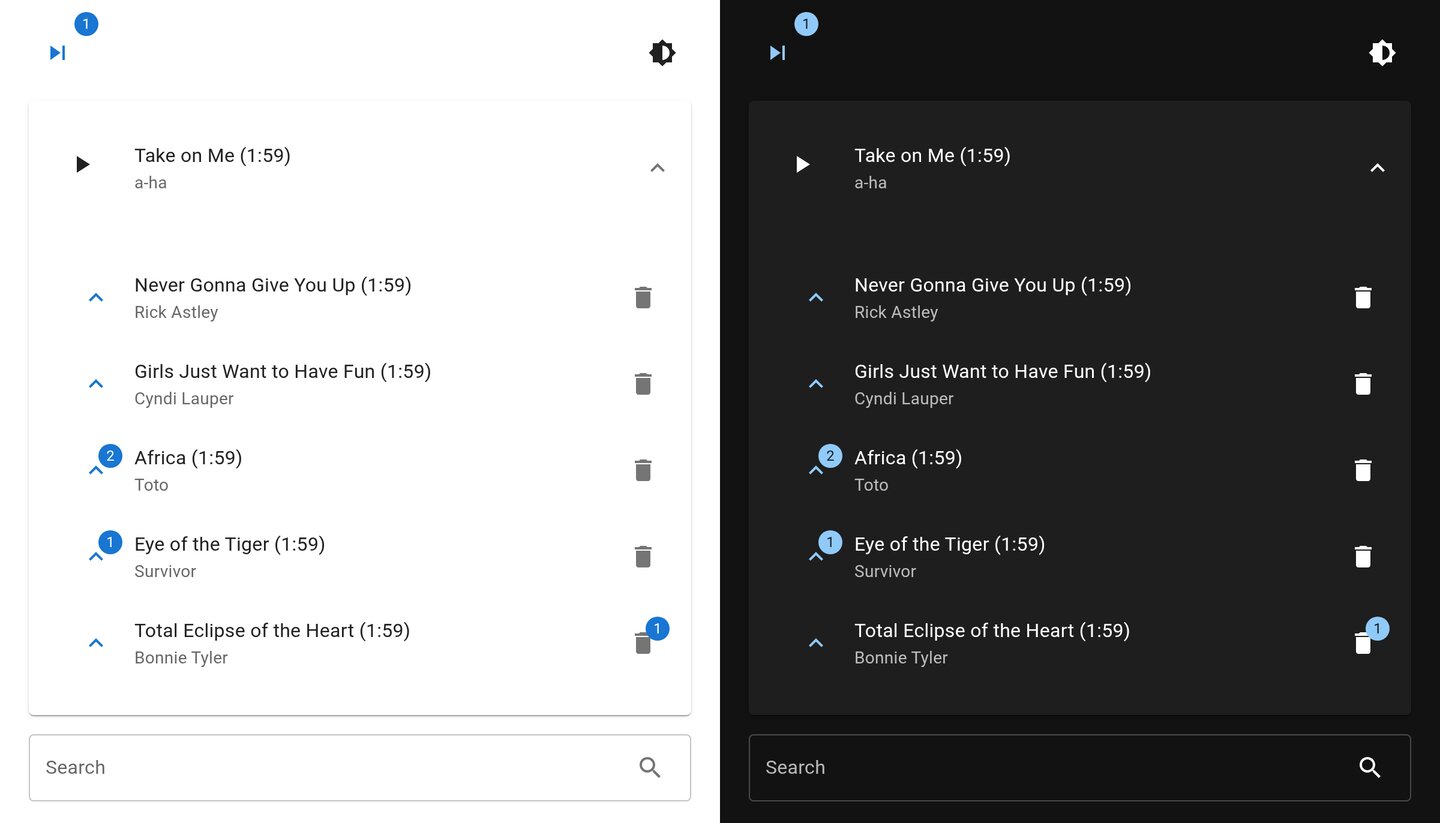 1
Take on Me (1:59)
a-ha
Never Gonna Give You Up (1:59)
Rick Astley
Girls Just Want to Have Fun (1:59)
Cyndi Lauper
2
Africa (1:59)
Toto
1
Eye of the Tiger (1:59)
Survivor
Total Eclipse of the Heart (1:59)
1
Bonnie Tyler
Search
1
Take on Me (1:59)
a-ha
Never Gonna Give You Up (1:59)
Rick Astley
Girls Just Want to Have Fun (1:59)
Cyndi Lauper
2
Africa (1:59)
Toto
1
Eye of the Tiger (1:59)
Survivor
Total Eclipse of the Heart (1:59)
1
Bonnie Tyler
Search